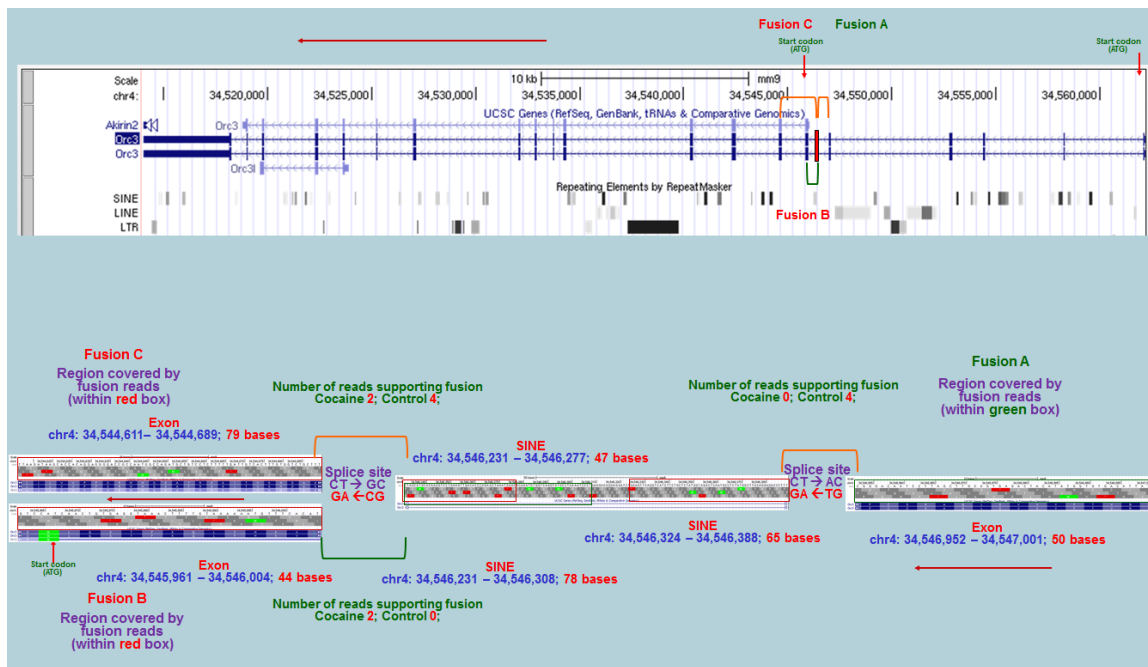 Fusion C
Fusion A
Start codon
(ATG)
Start codon
(ATG)
Scale
10 kb
mm9
chr4:
34,520,000
34,525,000
34,530,000
34,535,000
34,540,000
34,545,000
34,550,000
34,555,000
34,560,000
UCSC Genes (RefSeq, GenBank, tRNAs & Comparative Genomics)
Akirin2
Orc3
Orc3
Orc3
Orc3l
Repeating Elements by RepeatMasker
SINE
LINE
LTR
Fusion B
Fusion C
Region covered by
fusion reads
(within red box)
Number of reads supporting fusion
Cocaine 2; Control 4;
Number of reads supporting fusion
Cocaine 0; Control 4;
Fusion A
Region covered by
fusion reads
(within green box)
Exon
chr4: 34,544,611– 34,544,689; 79 bases
SINE
chr4: 34,546,231 – 34,546,277; 47 bases
Splice site
CT → GC
GA ← CG
Splice site
CT → AC
GA ← TG
SINE
chr4: 34,546,324 – 34,546,388; 65 bases
Exon
chr4: 34,546,952 – 34,547,001; 50 bases
Start codon
(ATG)
Exon
chr4: 34,545,961 – 34,546,004; 44 bases
SINE
chr4: 34,546,231 – 34,546,308; 78 bases
Fusion B
Region covered by
fusion reads
(within red box)
Number of reads supporting fusion
Cocaine 2; Control 0;